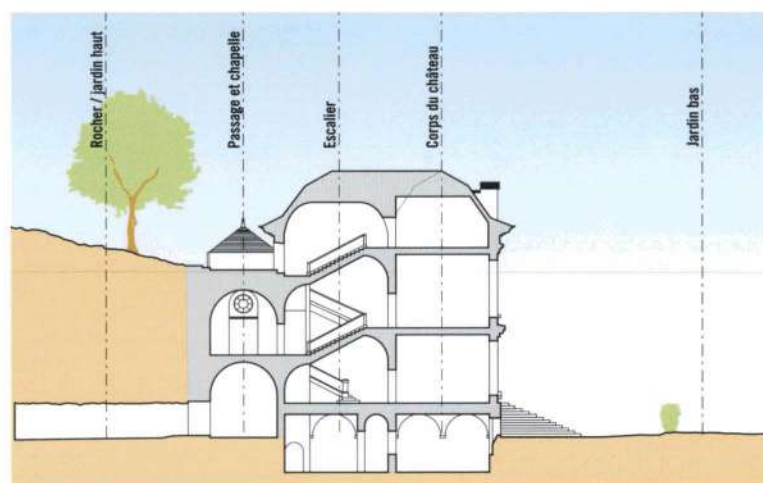 Rocher / jardin haut
Passage et chapelle
Escalier
Corps du château
Jardin bas